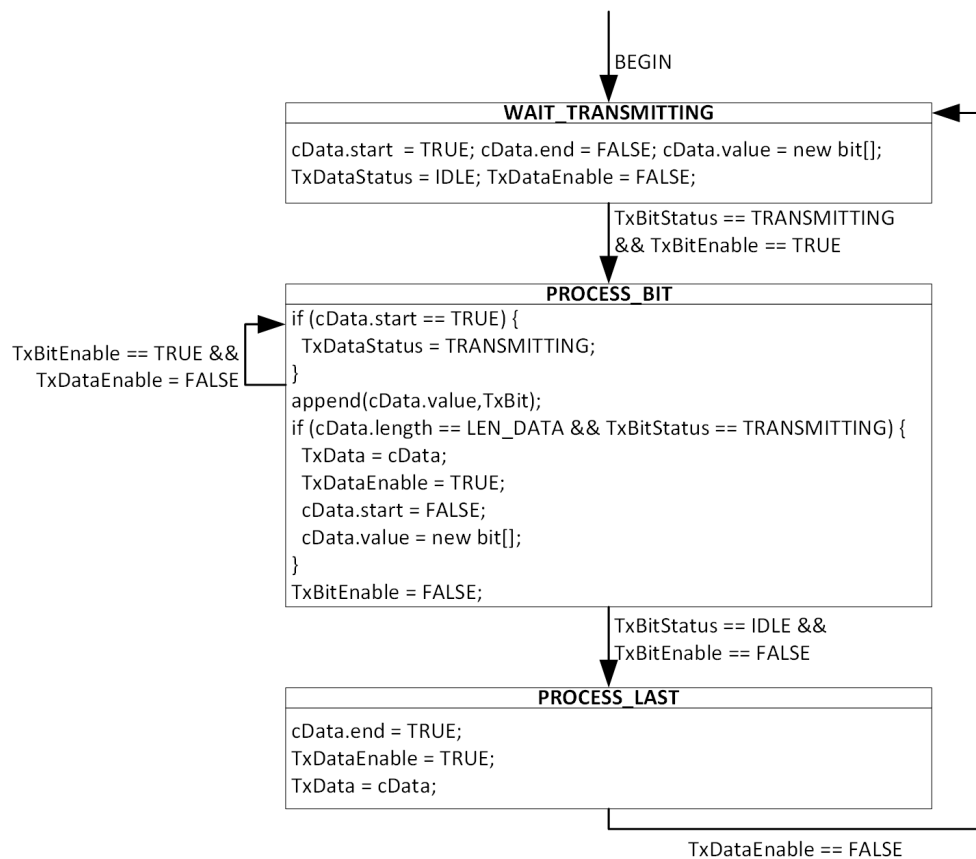 BEGIN
WAIT_TRANSMITTING
cData.start  = TRUE; cData.end = FALSE; cData.value = new bit[];
TxDataStatus = IDLE; TxDataEnable = FALSE;
TxBitStatus == TRANSMITTING
&& TxBitEnable == TRUE
PROCESS_BIT
if (cData.start == TRUE) {
TxDataStatus = TRANSMITTING;
}
append(cData.value,TxBit);
if (cData.length == LEN_DATA && TxBitStatus == TRANSMITTING) {
TxData = cData;
TxDataEnable = TRUE;
cData.start = FALSE;
cData.value = new bit[];
}
TxBitEnable = FALSE;
TxBitEnable == TRUE &&
TxDataEnable = FALSE
TxBitStatus == IDLE &&
TxBitEnable == FALSE
PROCESS_LAST
cData.end = TRUE;
TxDataEnable = TRUE;
TxData = cData;
TxDataEnable == FALSE